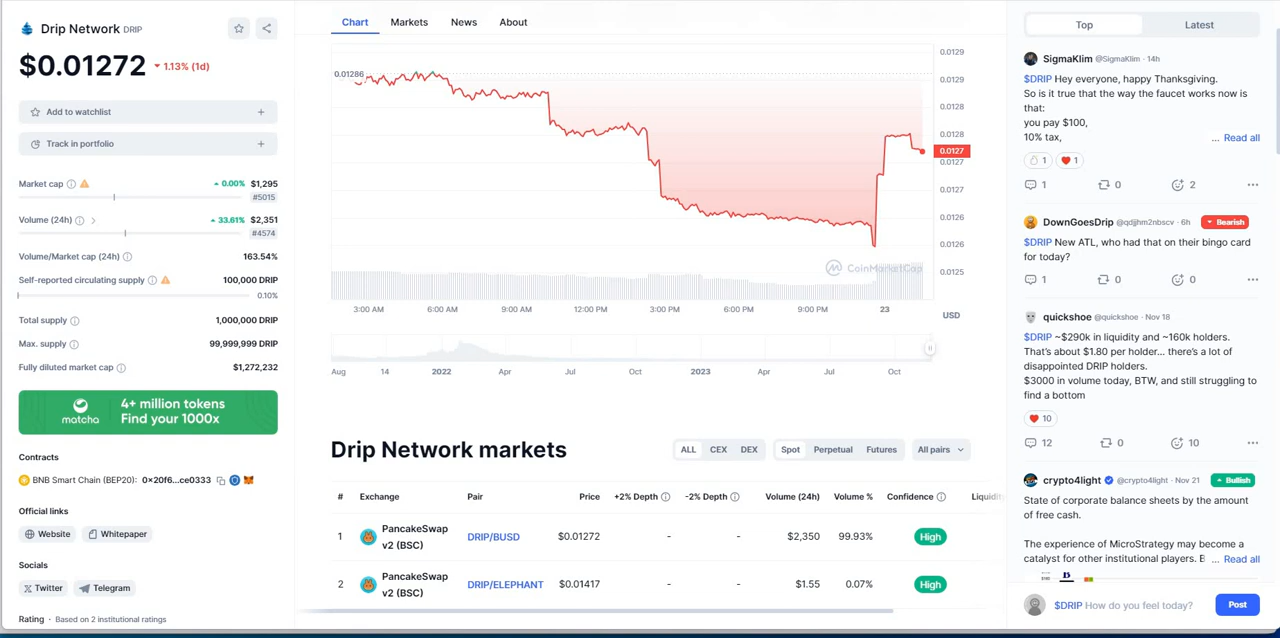 Drip Network DRIP
$0.01272 1.13% (1d)
Add to watchlist +
Track in portfolio +
Market cap 0.00% $1,295
#5015
Volume (24h) 33.61% $2,351
#4574
Volume/Market cap (24h) 163.54%
Self-reported circulating supply 100,000 DRIP
0.10%
Total supply 1,000,000 DRIP
Max. supply 99,999,999 DRIP
Fully diluted market cap $1,272,232
matcha
4+ million tokens
Find your 1000x
Contracts
BNB Smart Chain (BEP20): 0x20f6...ce0333
Official links
Website Whitepaper
Socials
Twitter Telegram
Rating · Based on 2 institutional ratings
Chart Markets News About
0.01286
0.0129
0.0129
0.0128
0.0128
0.0127
0.0127
0.0127
0.0126
0.0126
0.0125
CoinMarketCap
3:00 AM 6:00 AM 9:00 AM 12:00 PM 3:00 PM 6:00 PM 9:00 PM 23
USD
Aug 14 2022 Apr Jul Oct 2023 Apr Jul Oct
Drip Network markets
ALL CEX DEX Spot Perpetual Futures All pairs
# Exchange Pair Price +2% Depth -2% Depth Volume (24h) Volume % Confidence Liquidi
1 PancakeSwap v2 (BSC) DRIP/BUSD $0.01272 - - $2,350 99.93% High
2 PancakeSwap v2 (BSC) DRIP/ELEPHANT $0.01417 - - $1.55 0.07% High
Top Latest
SigmaKlim @SigmaKlim · 14h
$DRIP Hey everyone, happy Thanksgiving.
So is it true that the way the faucet works now is
that:
you pay $100,
10% tax, ... Read all
1 1
1 0 2
DownGoesDrip @qdjjhm2nbscv · 6h Bearish
$DRIP New ATL, who had that on their bingo card
for today?
1 0 0
quickshoe @quickshoe · Nov 18
$DRIP ~$290k in liquidity and ~160k holders.
That's about $1.80 per holder... there's a lot of
disappointed DRIP holders.
$3000 in volume today, BTW, and still struggling to
find a bottom
10
12 0 10
crypto4light @crypto4light · Nov 21 Bullish
State of corporate balance sheets by the amount
of free cash.
The experience of MicroStrategy may become a
catalyst for other institutional players. B ... Read all
$DRIP How do you feel today? Post